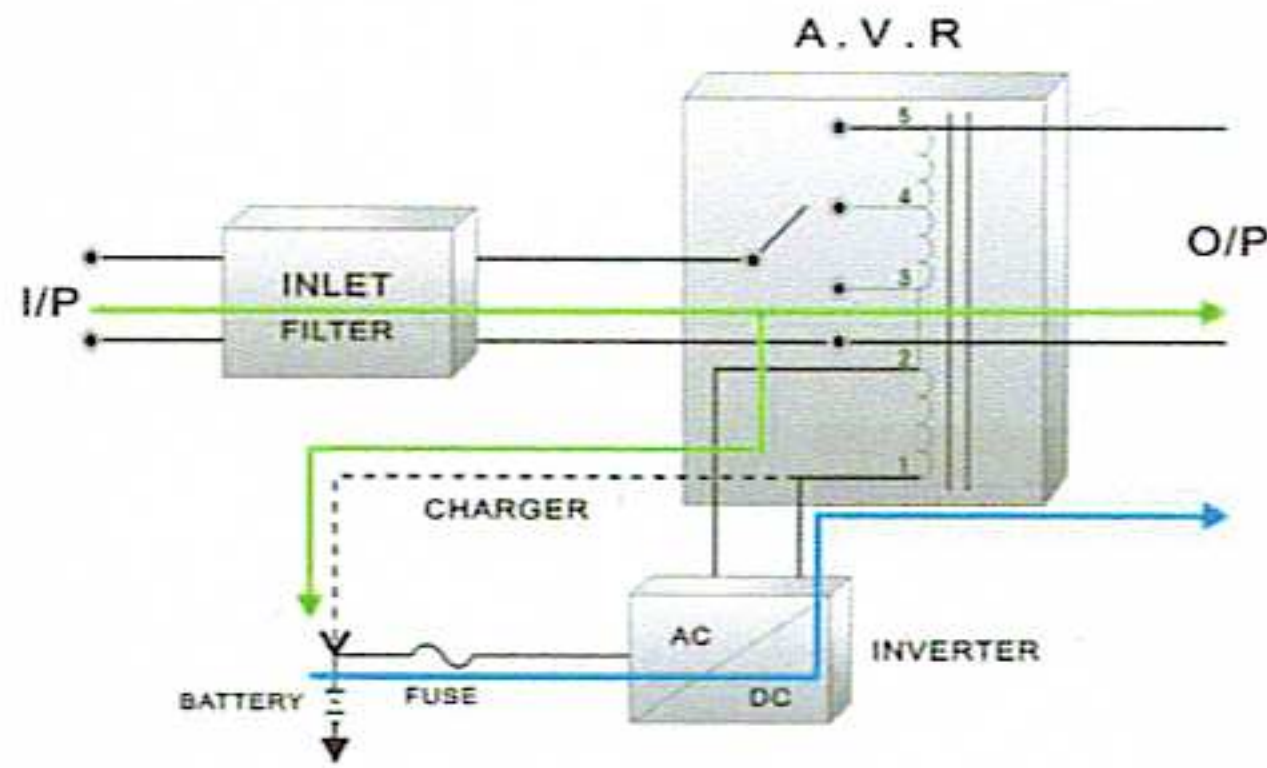 A.V.R
5
4
INLET
FILTER
I/P
O/P
3
2
1
CHARGER
AC
DC
INVERTER
BATTERY
FUSE